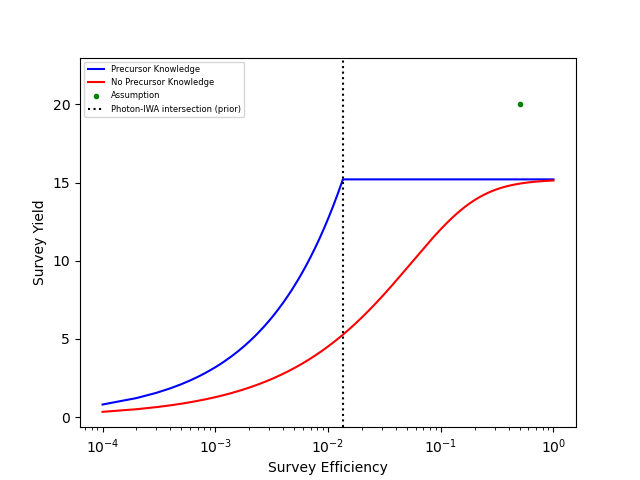 Precursor Knowledge
No Precursor Knowledge
Assumption
Photon-IWA intersection (prior)
Survey Yield
20
15
10
5
0
10⁻⁴ 10⁻³ 10⁻² 10⁻¹ 10⁰
Survey Efficiency